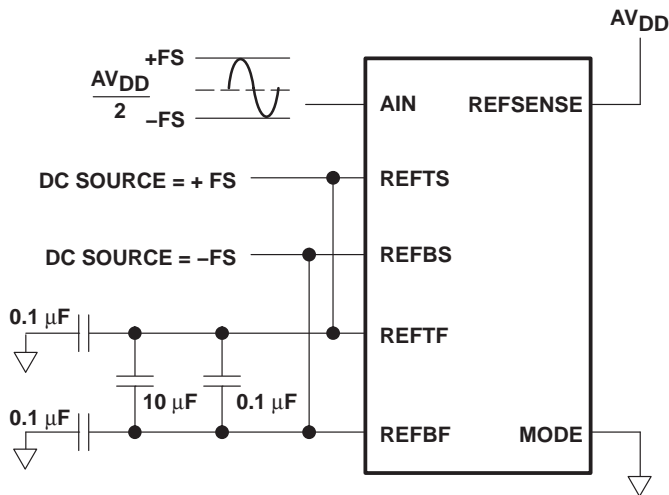 AVDD
+FS
AVDD
2
−FS
AIN
REFSENSE
DC SOURCE = + FS
REFTS
DC SOURCE = −FS
REFBS
0.1 μF
REFTF
10 μF
0.1 μF
0.1 μF
REFBF
MODE